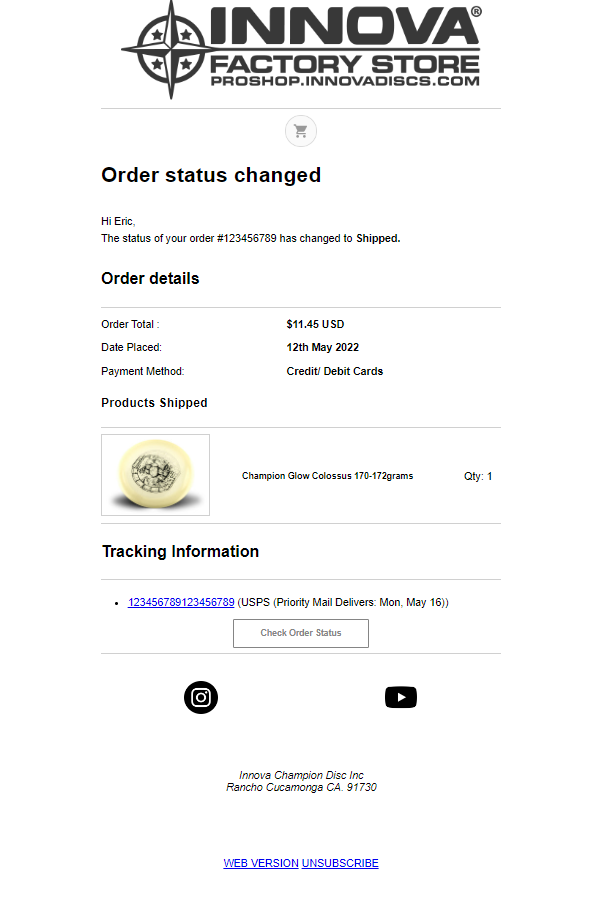 INNOVA®
FACTORY STORE
PROSHOP.INNOVADISCS.COM
Order status changed
Hi Eric,
The status of your order #123456789 has changed to Shipped.
Order details
Order Total : $11.45 USD
Date Placed: 12th May 2022
Payment Method: Credit/ Debit Cards
Products Shipped
Champion Glow Colossus 170-172grams Qty: 1
Tracking Information
123456789123456789 (USPS (Priority Mail Delivers: Mon, May 16))
Check Order Status
Innova Champion Disc Inc
Rancho Cucamonga CA. 91730
WEB VERSION UNSUBSCRIBE